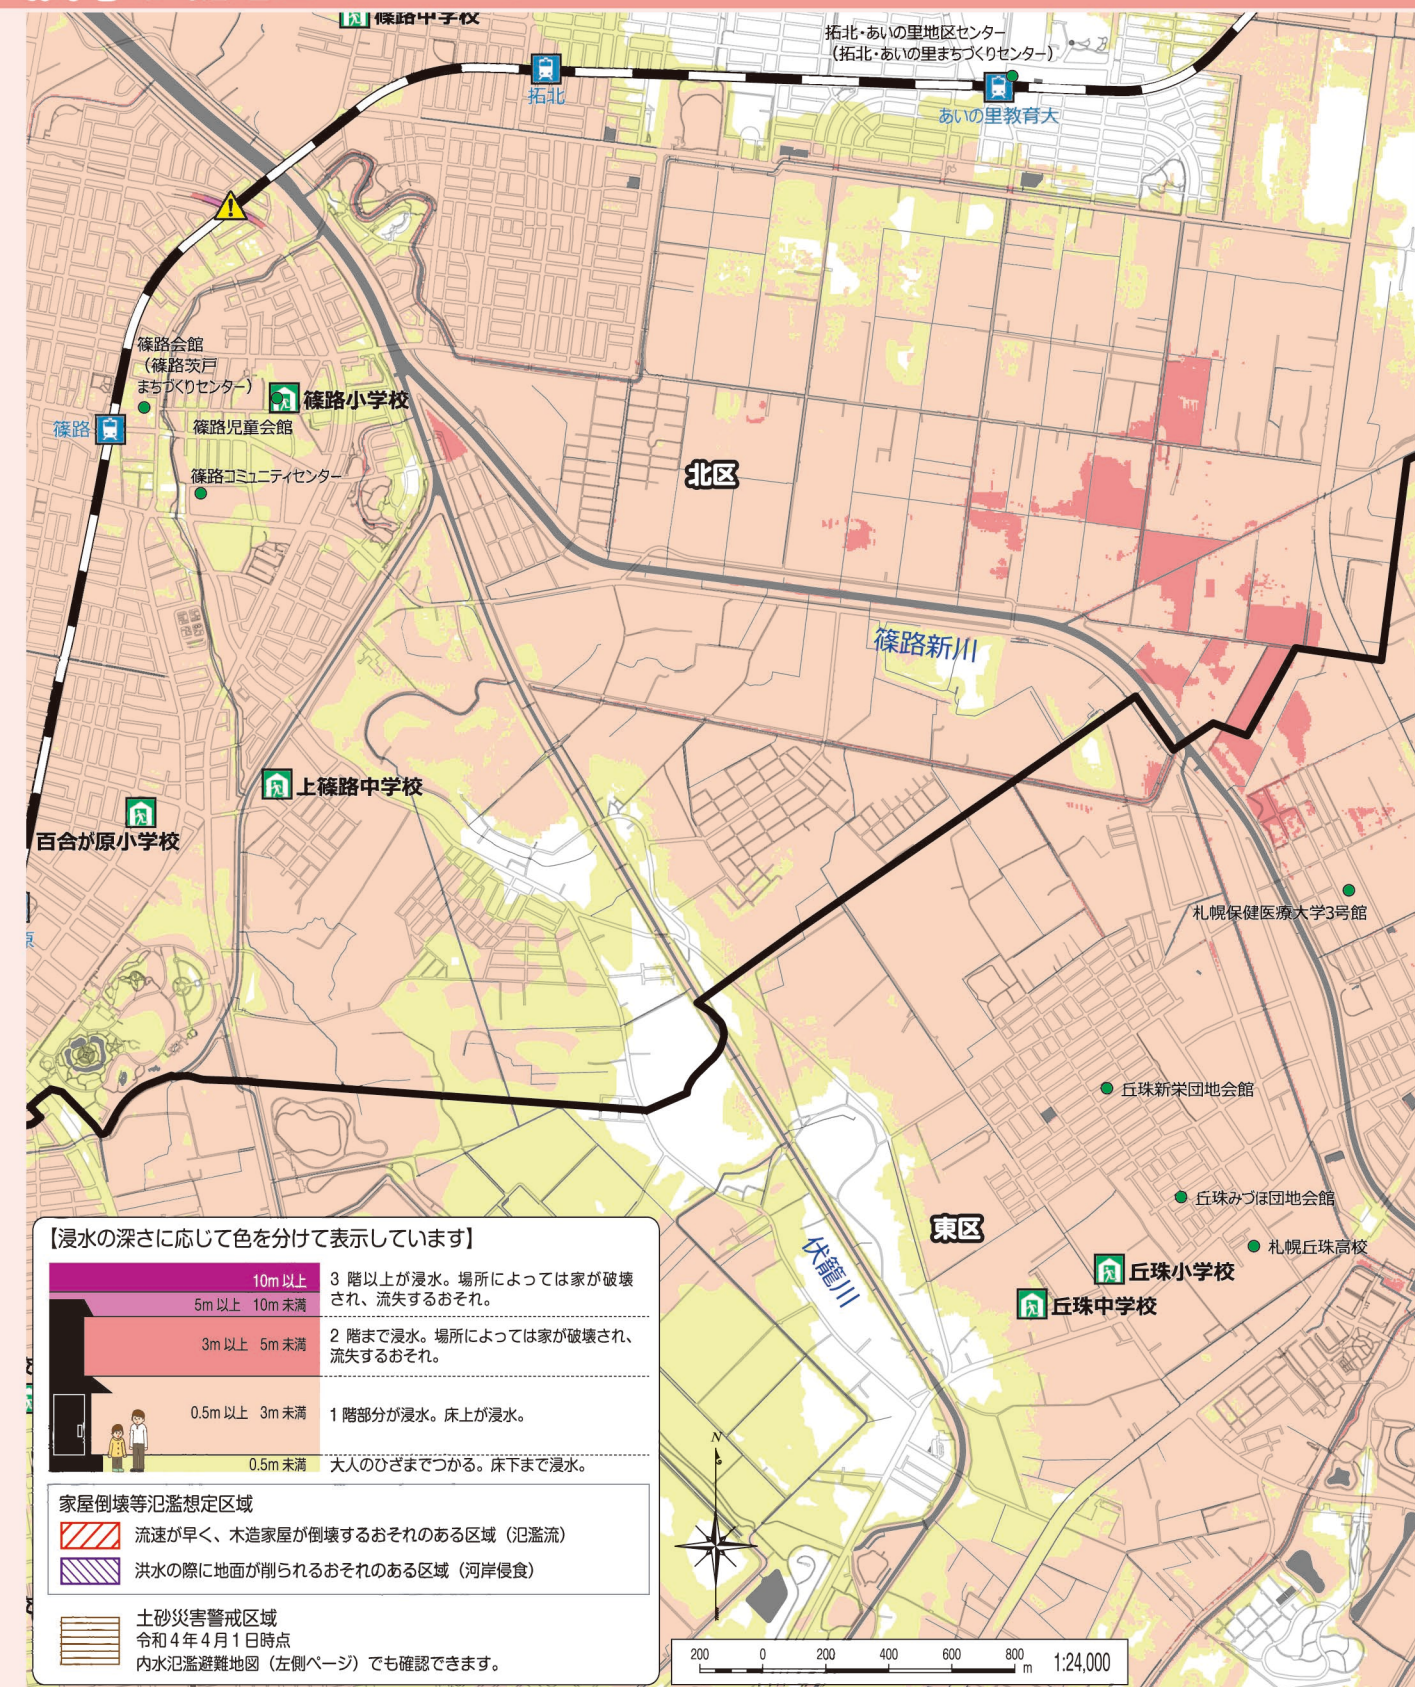 篠路中学校
拓北・あいの里地区センター
（拓北・あいの里まちづくりセンター）
拓北
あいの里教育大
篠路会館
（篠路茨戸
まちづくりセンター）
篠路小学校
篠路
篠路児童会館
篠路コミュニティセンター
北区
篠路新川
上篠路中学校
百合が原小学校
原
札幌保健医療大学3号館
丘珠新栄団地会館
丘珠みづほ団地会館
東区
札幌丘珠高校
伏籠川
丘珠小学校
丘珠中学校
【浸水の深さに応じて色を分けて表示しています】
10m以上
5m以上 10m未満
3 階以上が浸水。場所によっては家が破壊
され、流失するおそれ。
3m以上 5m未満
2 階まで浸水。場所によっては家が破壊され、
流失するおそれ。
0.5m以上 3m未満
1 階部分が浸水。床上が浸水。
0.5m未満
大人のひざまでつかる。床下まで浸水。
家屋倒壊等氾濫想定区域
流速が早く、木造家屋が倒壊するおそれのある区域（氾濫流）
洪水の際に地面が削られるおそれのある区域（河岸侵食）
土砂災害警戒区域
令和4年4月1日時点
内水氾濫避難地図（左側ページ）でも確認できます。
N
200 0 200 400 600 800 m 1:24,000